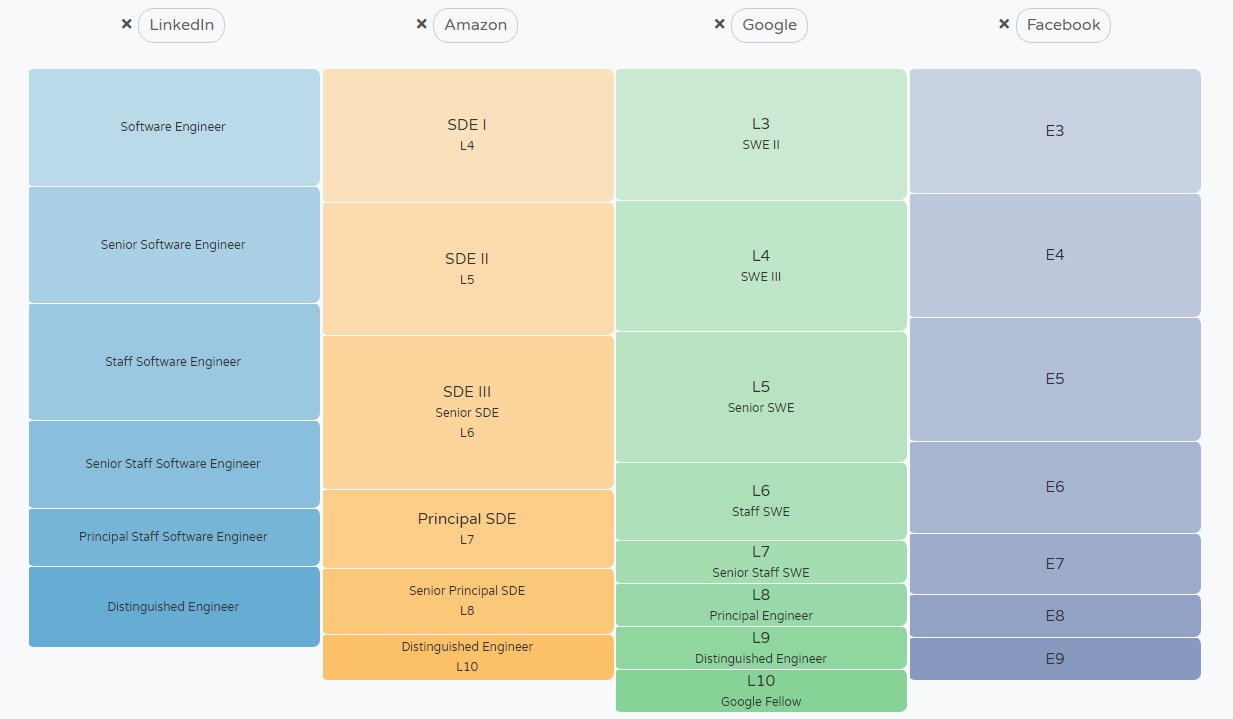 × LinkedIn
× Amazon
× Google
× Facebook
Software Engineer
Senior Software Engineer
Staff Software Engineer
Senior Staff Software Engineer
Principal Staff Software Engineer
Distinguished Engineer
SDE I
L4
SDE II
L5
SDE III
Senior SDE
L6
Principal SDE
L7
Senior Principal SDE
L8
Distinguished Engineer
L10
L3
SWE II
L4
SWE III
L5
Senior SWE
L6
Staff SWE
L7
Senior Staff SWE
L8
Principal Engineer
L9
Distinguished Engineer
L10
Google Fellow
E3
E4
E5
E6
E7
E8
E9